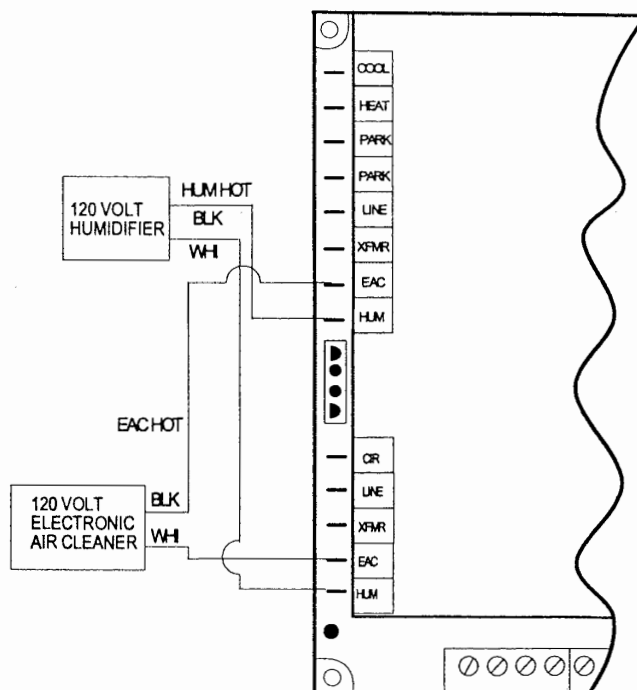 COOL
HEAT
PARK
PARK
LINE
XFMR
EAC
HUM
HUM HOT
BLK
WHI
120 VOLT
HUMIDIFIER
EAC HOT
BLK
WHI
120 VOLT
ELECTRONIC
AIR CLEANER
CIR
LINE
XFMR
EAC
HUM